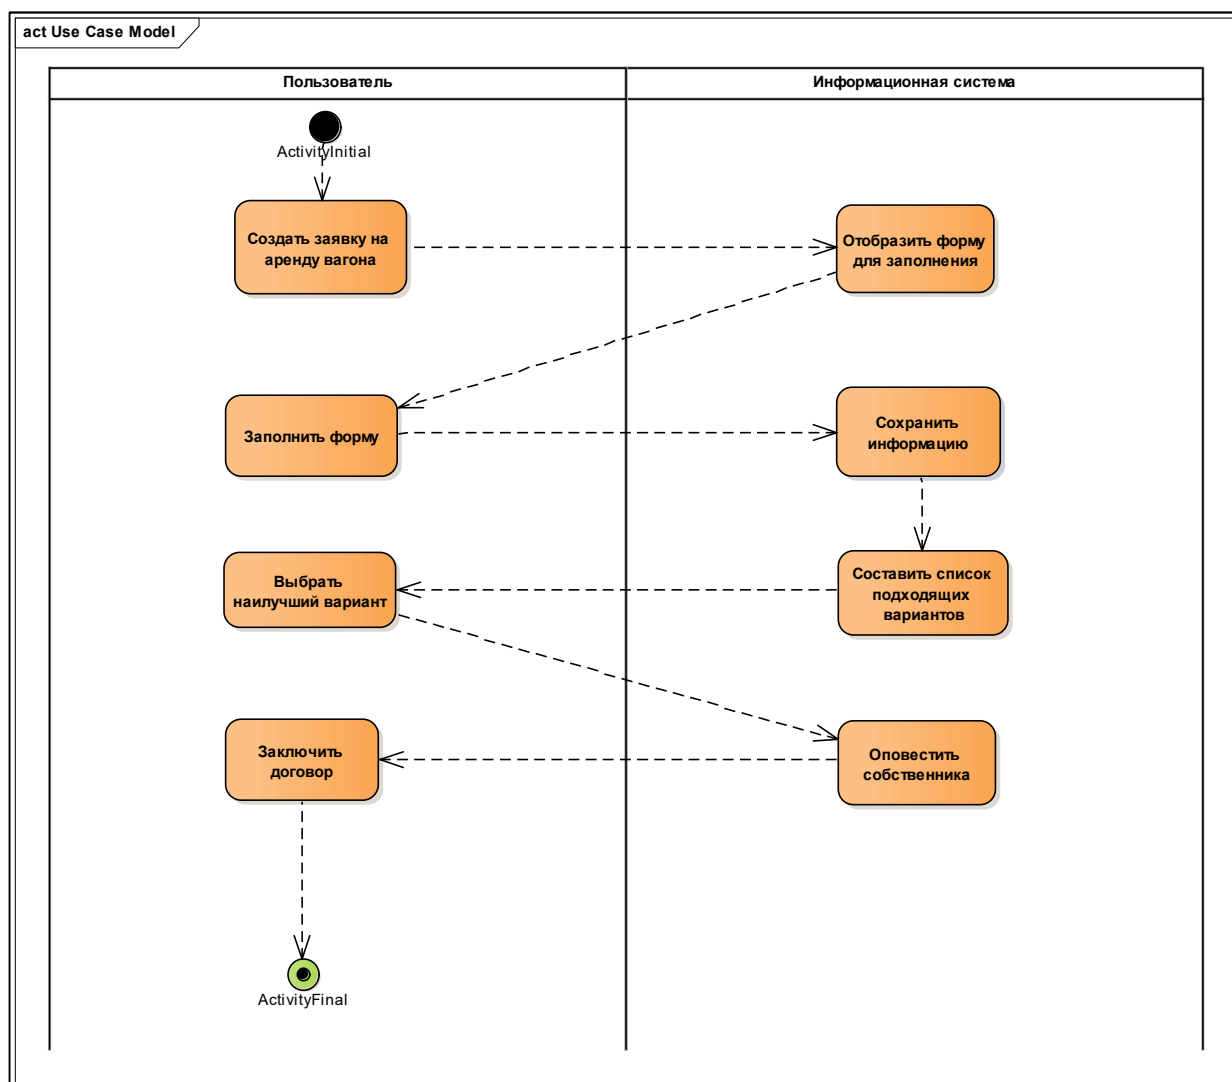 act Use Case Model
Пользователь
Информационная система
ActivityInitial
Создать заявку на
аренду вагона
Отобразить форму
для заполнения
Заполнить форму
Сохранить
информацию
Выбрать
наилучший вариант
Составить список
подходящих
вариантов
Заключить
договор
Оповестить
собственника
ActivityFinal